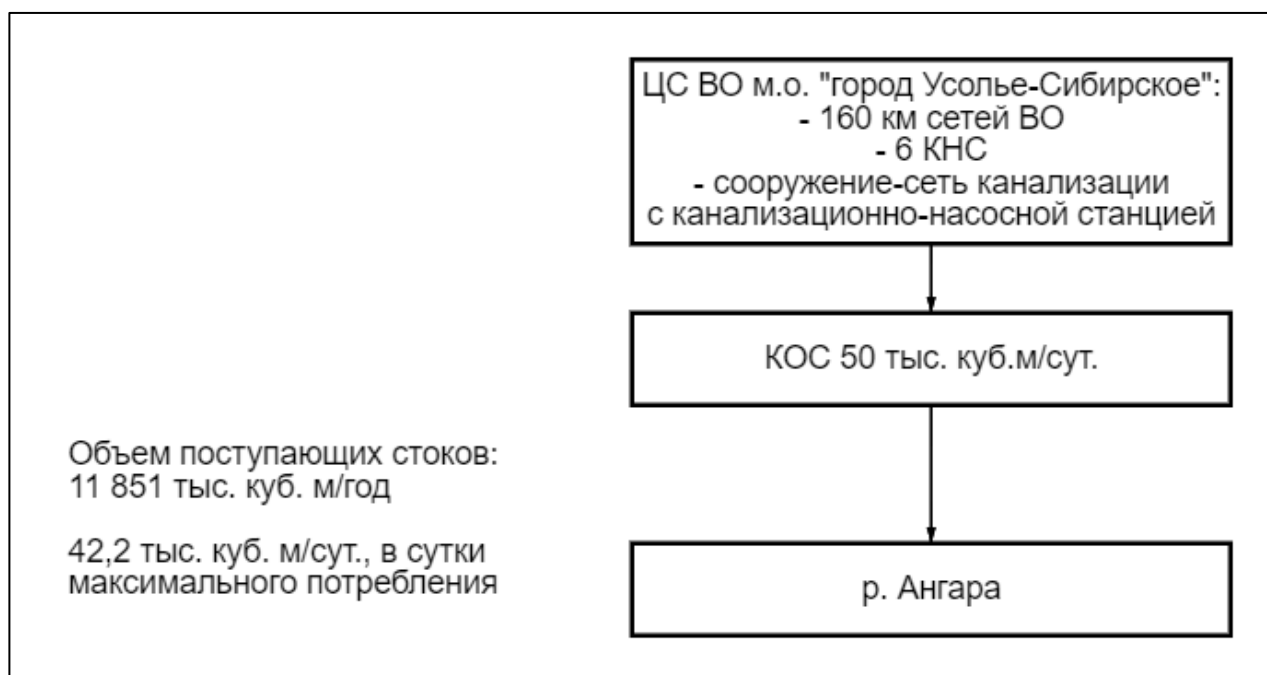 ЦС ВО м.о. "город Усолье-Сибирское":
- 160 км сетей ВО
- 6 КНС
- сооружение-сеть канализации
с канализационно-насосной станцией
КОС 50 тыс. куб.м/сут.
Объем поступающих стоков:
11 851 тыс. куб. м/год
42,2 тыс. куб. м/сут., в сутки
максимального потребления
р. Ангара